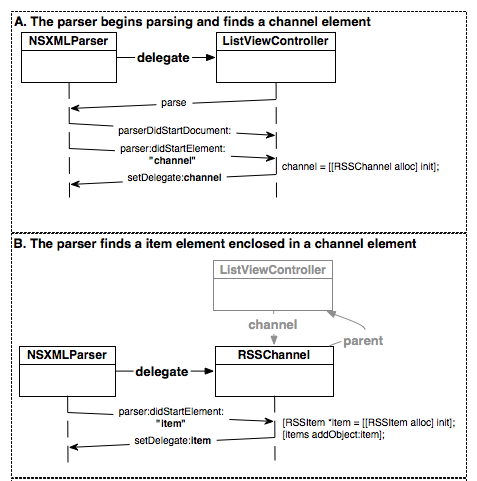 A. The parser begins parsing and finds a channel element
NSXMLParser
delegate
ListViewController
parse
parserDidStartDocument:
parser:didStartElement:
"channel"
channel = [[RSSChannel alloc] init];
setDelegate:channel
B. The parser finds a item element enclosed in a channel element
ListViewController
channel
parent
NSXMLParser
delegate
RSSChannel
parser:didStartElement:
"item"
[RSSItem *item = [[RSSItem alloc] init];
[items addObject:item];
setDelegate:item